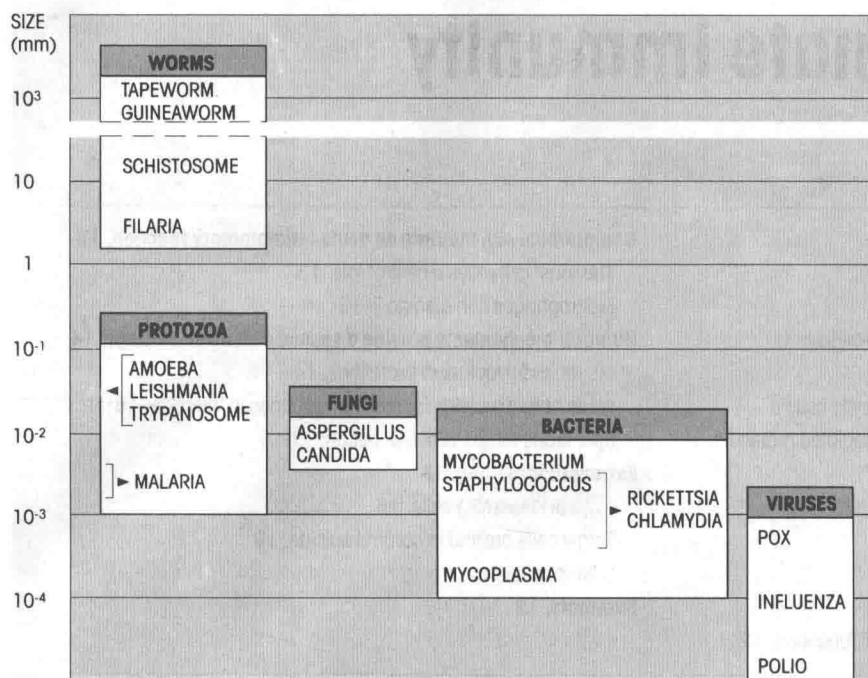 SIZE
(mm)
10³
10
1
10⁻¹
10⁻²
10⁻³
10⁻⁴
WORMS
TAPEWORM
GUINEAWORM
SCHISTOSOME
FILARIA
PROTOZOA
AMOEBA
LEISHMANIA
TRYPANOSOME
MALARIA
FUNGI
ASPERGILLUS
CANDIDA
BACTERIA
MYCOBACTERIUM
STAPHYLOCOCCUS
RICKETTSIA
CHLAMYDIA
MYCOPLASMA
VIRUSES
POX
INFLUENZA
POLIO